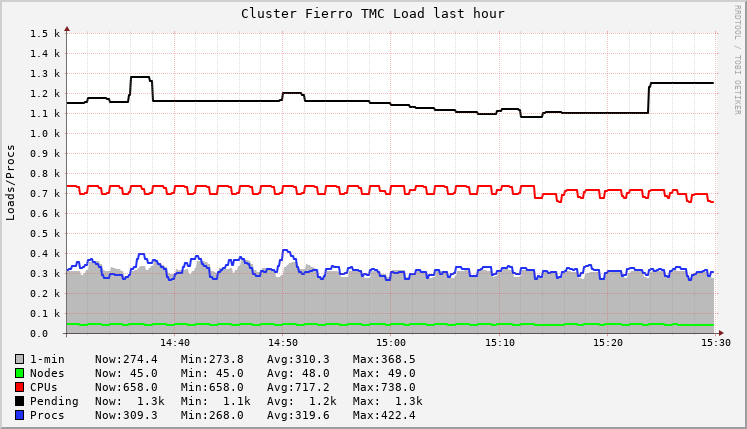 Cluster Fierro TMC Load last hour
RRDTOOL / TOBI OETIKER
Loads/Procs
1.5 k
1.4 k
1.3 k
1.2 k
1.1 k
1.0 k
0.9 k
0.8 k
0.7 k
0.6 k
0.5 k
0.4 k
0.3 k
0.2 k
0.1 k
0.0
14:40 14:50 15:00 15:10 15:20 15:30
1-min Now:274.4 Min:273.8 Avg:310.3 Max:368.5
Nodes Now: 45.0 Min: 45.0 Avg: 48.0 Max: 49.0
CPUs Now:658.0 Min:658.0 Avg:717.2 Max:738.0
Pending Now: 1.3k Min: 1.1k Avg: 1.2k Max: 1.3k
Procs Now:309.3 Min:268.0 Avg:319.6 Max:422.4